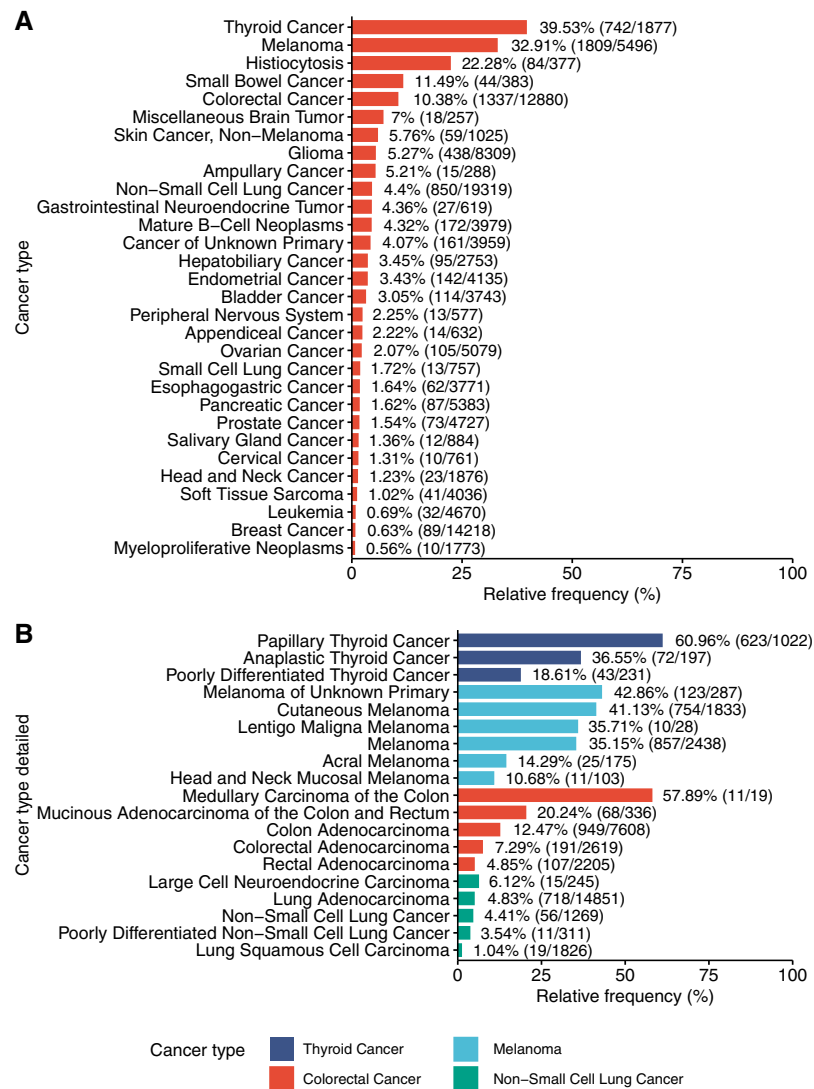 A
Thyroid Cancer 39.53% (742/1877)
Melanoma 32.91% (1809/5496)
Histiocytosis 22.28% (84/377)
Small Bowel Cancer 11.49% (44/383)
Colorectal Cancer 10.38% (1337/12880)
Miscellaneous Brain Tumor 7% (18/257)
Skin Cancer, Non−Melanoma 5.76% (59/1025)
Glioma 5.27% (438/8309)
Ampullary Cancer 5.21% (15/288)
Non−Small Cell Lung Cancer 4.4% (850/19319)
Gastrointestinal Neuroendocrine Tumor 4.36% (27/619)
Mature B−Cell Neoplasms 4.32% (172/3979)
Cancer of Unknown Primary 4.07% (161/3959)
Hepatobiliary Cancer 3.45% (95/2753)
Endometrial Cancer 3.43% (142/4135)
Bladder Cancer 3.05% (114/3743)
Peripheral Nervous System 2.25% (13/577)
Appendiceal Cancer 2.22% (14/632)
Ovarian Cancer 2.07% (105/5079)
Small Cell Lung Cancer 1.72% (13/757)
Esophagogastric Cancer 1.64% (62/3771)
Pancreatic Cancer 1.62% (87/5383)
Prostate Cancer 1.54% (73/4727)
Salivary Gland Cancer 1.36% (12/884)
Cervical Cancer 1.31% (10/761)
Head and Neck Cancer 1.23% (23/1876)
Soft Tissue Sarcoma 1.02% (41/4036)
Leukemia 0.69% (32/4670)
Breast Cancer 0.63% (89/14218)
Myeloproliferative Neoplasms 0.56% (10/1773)
Cancer type
0 25 50 75 100
Relative frequency (%)
B
Papillary Thyroid Cancer 60.96% (623/1022)
Anaplastic Thyroid Cancer 36.55% (72/197)
Poorly Differentiated Thyroid Cancer 18.61% (43/231)
Melanoma of Unknown Primary 42.86% (123/287)
Cutaneous Melanoma 41.13% (754/1833)
Lentigo Maligna Melanoma 35.71% (10/28)
Melanoma 35.15% (857/2438)
Acral Melanoma 14.29% (25/175)
Head and Neck Mucosal Melanoma 10.68% (11/103)
Medullary Carcinoma of the Colon 57.89% (11/19)
Mucinous Adenocarcinoma of the Colon and Rectum 20.24% (68/336)
Colon Adenocarcinoma 12.47% (949/7608)
Colorectal Adenocarcinoma 7.29% (191/2619)
Rectal Adenocarcinoma 4.85% (107/2205)
Large Cell Neuroendocrine Carcinoma 6.12% (15/245)
Lung Adenocarcinoma 4.83% (718/14851)
Non−Small Cell Lung Cancer 4.41% (56/1269)
Poorly Differentiated Non−Small Cell Lung Cancer 3.54% (11/311)
Lung Squamous Cell Carcinoma 1.04% (19/1826)
Cancer type detailed
0 25 50 75 100
Relative frequency (%)
Cancer type
Thyroid Cancer
Melanoma
Colorectal Cancer
Non−Small Cell Lung Cancer